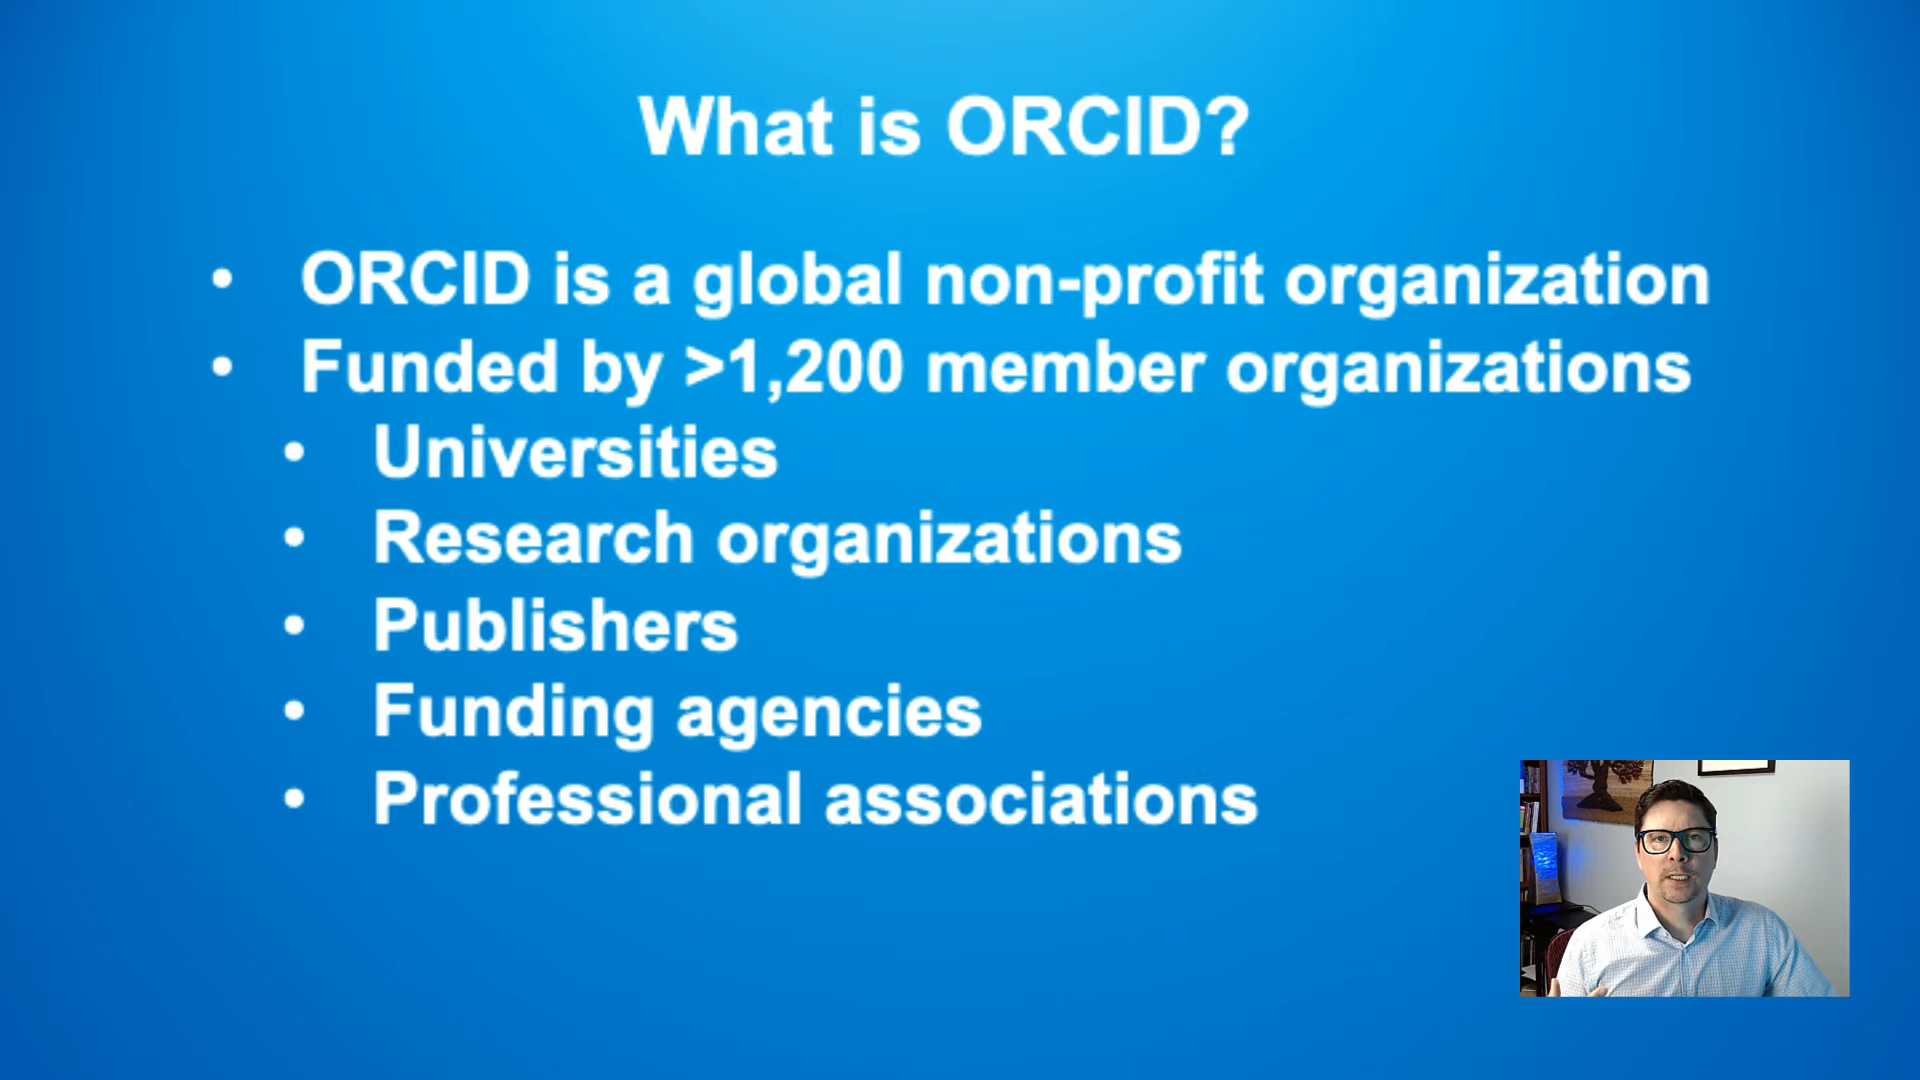 What is ORCID?
• ORCID is a global non-profit organization
• Funded by >1,200 member organizations
• Universities
• Research organizations
• Publishers
• Funding agencies
• Professional associations